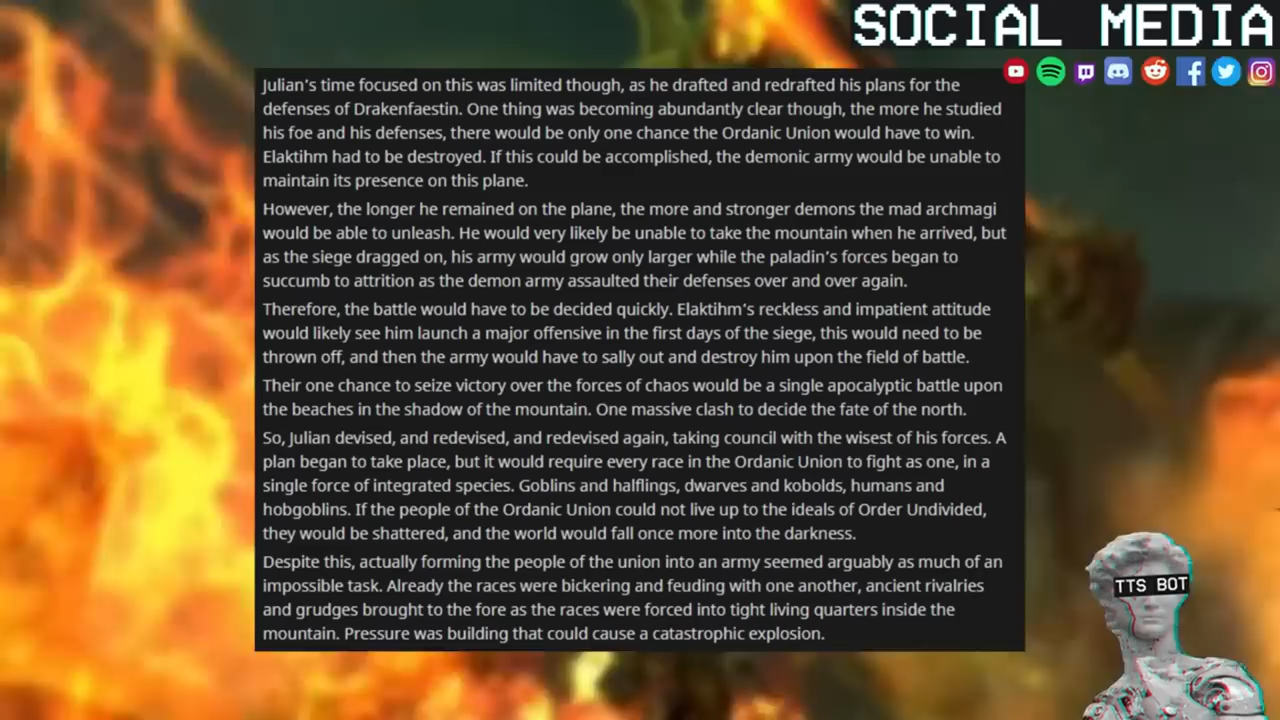 SOCIAL MEDIA
Julian's time focused on this was limited though, as he drafted and redrafted his plans for the
defenses of Drakenfaestin. One thing was becoming abundantly clear though, the more he studied
his foe and his defenses, there would be only one chance the Ordanic Union would have to win.
Elaktihm had to be destroyed. If this could be accomplished, the demonic army would be unable to
maintain its presence on this plane.
However, the longer he remained on the plane, the more and stronger demons the mad archmagi
would be able to unleash. He would very likely be unable to take the mountain when he arrived, but
as the siege dragged on, his army would grow only larger while the paladin's forces began to
succumb to attrition as the demon army assaulted their defenses over and over again.
Therefore, the battle would have to be decided quickly. Elaktihm's reckless and impatient attitude
would likely see him launch a major offensive in the first days of the siege, this would need to be
thrown off, and then the army would have to sally out and destroy him upon the field of battle.
Their one chance to seize victory over the forces of chaos would be a single apocalyptic battle upon
the beaches in the shadow of the mountain. One massive clash to decide the fate of the north.
So, Julian devised, and redevised, and redevised again, taking council with the wisest of his forces. A
plan began to take place, but it would require every race in the Ordanic Union to fight as one, in a
single force of integrated species. Goblins and halflings, dwarves and kobolds, humans and
hobgoblins. If the people of the Ordanic Union could not live up to the ideals of Order Undivided,
they would be shattered, and the world would fall once more into the darkness.
Despite this, actually forming the people of the union into an army seemed arguably as much of an
impossible task. Already the races were bickering and feuding with one another, ancient rivalries
and grudges brought to the fore as the races were forced into tight living quarters inside the
mountain. Pressure was building that could cause a catastrophic explosion.
TTS BOT